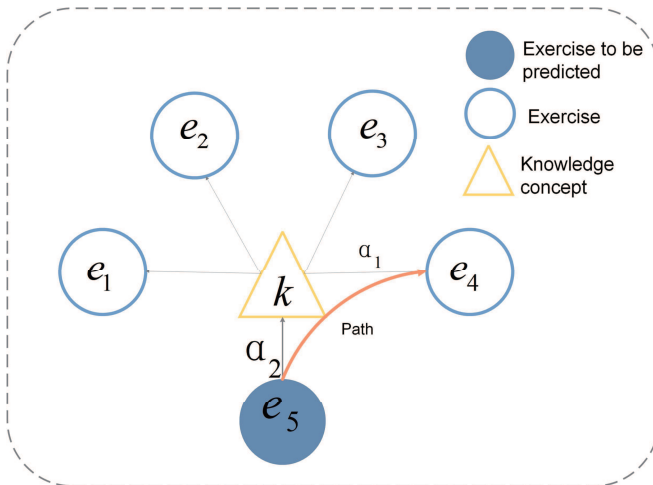 Exercise to be
predicted
Exercise
Knowledge
concept
e₂
e₃
e₁
k
α₁
e₄
Path
α₂
e₅